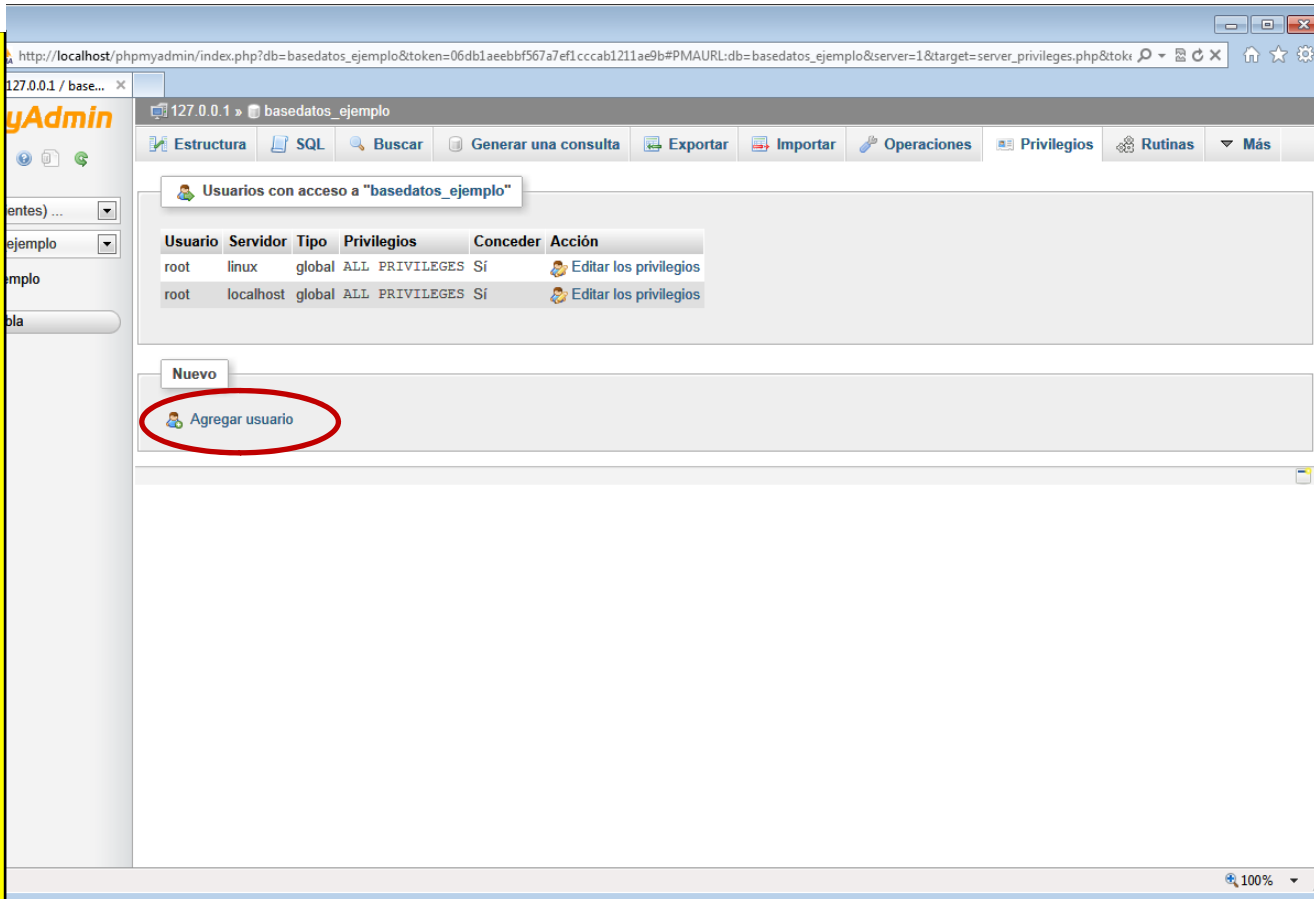 http://localhost/phpmyadmin/index.php?db=basedatos_ejemplo&token=06db1aeebbf567a7ef1cccab1211ae9b#PMAURL:db=basedatos_ejemplo&server=1&target=server_privileges.php&toke
127.0.0.1 / base...
yAdmin
127.0.0.1 » basedatos_ejemplo
Estructura SQL Buscar Generar una consulta Exportar Importar Operaciones Privilegios Rutinas Más
entes) ...
ejemplo
emplo
bla
Usuarios con acceso a "basedatos_ejemplo"
Usuario Servidor Tipo Privilegios Conceder Acción
root linux global ALL PRIVILEGES Sí Editar los privilegios
root localhost global ALL PRIVILEGES Sí Editar los privilegios
Nuevo
Agregar usuario
100%